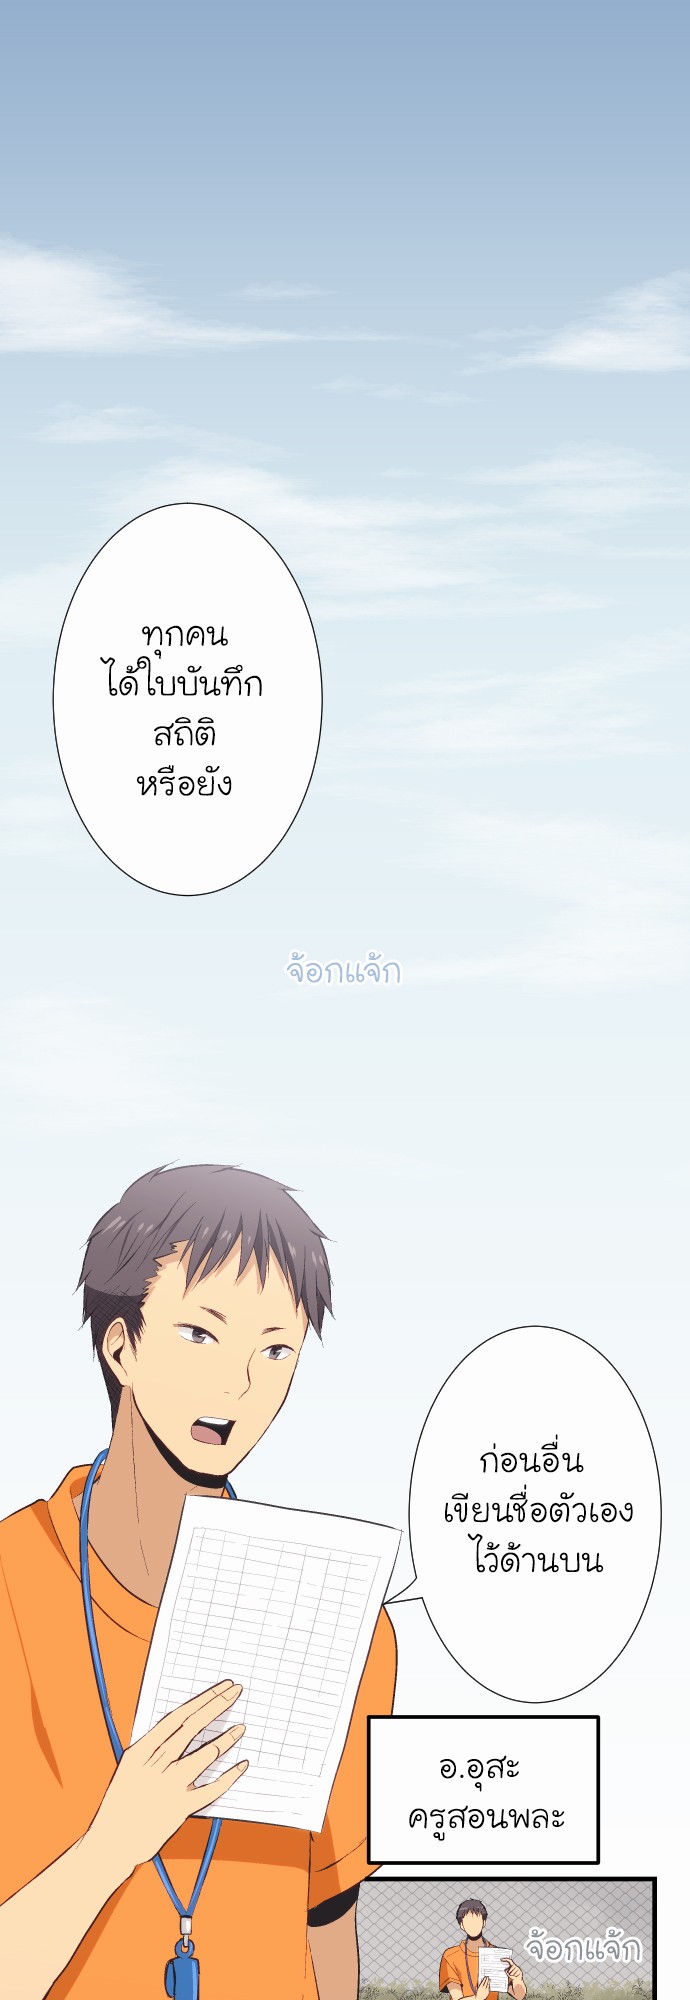 ทุกคน
ได้ใบบันทึก
สถิติ
หรือยัง
จ้อกแจ้ก
ก่อนอื่น
เขียนชื่อตัวเอง
ไว้ด้านบน
อ.อุสะ
ครูสอนพละ
จ้อกแจ้ก